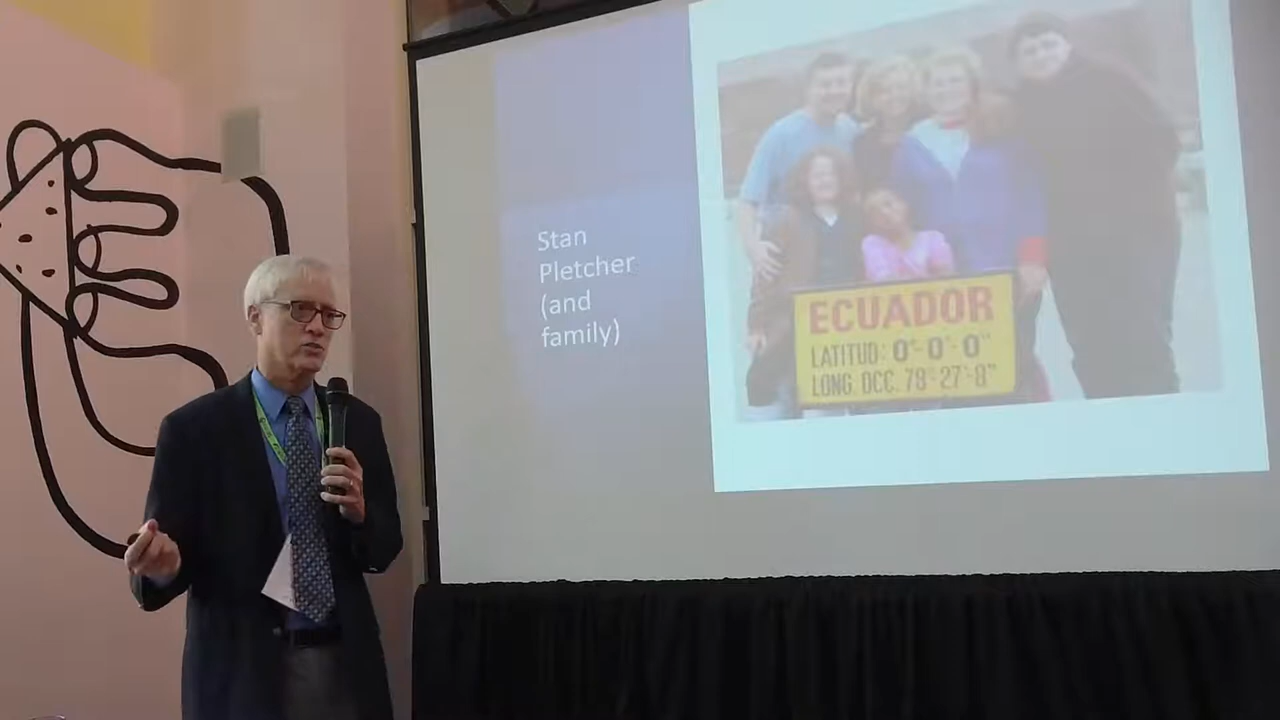 Stan
Pletcher
(and
family)
ECUADOR
LATITUD: 0°-0'-0"
LONG. OCC. 78°-27'-8"